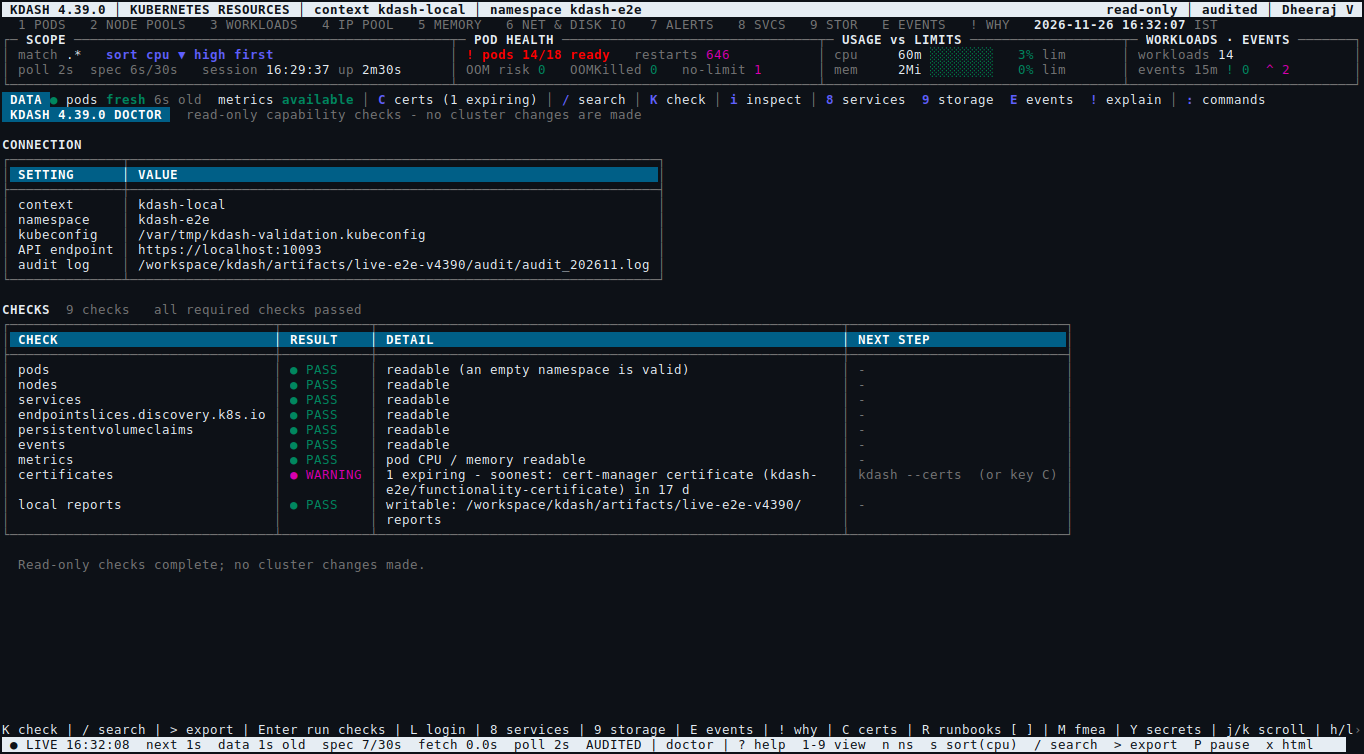 KDASH 4.39.0 │ KUBERNETES RESOURCES │ context kdash-local │ namespace kdash-e2e read-only │ audited │ Dheeraj V
1 PODS 2 NODE POOLS 3 WORKLOADS 4 IP POOL 5 MEMORY 6 NET & DISK IO 7 ALERTS 8 SVCS 9 STOR E EVENTS ! WHY 2026-11-26 16:32:07 IST
SCOPE POD HEALTH USAGE vs LIMITS WORKLOADS · EVENTS
match .* sort cpu ▼ high first ! pods 14/18 ready restarts 646 cpu 60m 3% lim workloads 14
poll 2s spec 6s/30s session 16:29:37 up 2m30s OOM risk 0 OOMKilled 0 no-limit 1 mem 2Mi 0% lim events 15m ! 0 ^ 2
DATA ● pods fresh 6s old metrics available │ C certs (1 expiring) │ / search │ K check │ i inspect │ 8 services 9 storage E events ! explain │ : commands
KDASH 4.39.0 DOCTOR read-only capability checks - no cluster changes are made
CONNECTION
SETTING VALUE
context kdash-local
namespace kdash-e2e
kubeconfig /var/tmp/kdash-validation.kubeconfig
API endpoint https://localhost:10093
audit log /workspace/kdash/artifacts/live-e2e-v4390/audit/audit_202611.log
CHECKS 9 checks all required checks passed
CHECK RESULT DETAIL NEXT STEP
pods ● PASS readable (an empty namespace is valid) -
nodes ● PASS readable -
services ● PASS readable -
endpointslices.discovery.k8s.io ● PASS readable -
persistentvolumeclaims ● PASS readable -
events ● PASS readable -
metrics ● PASS pod CPU / memory readable -
certificates ● WARNING 1 expiring - soonest: cert-manager certificate (kdash- kdash --certs (or key C)
e2e/functionality-certificate) in 17 d
local reports ● PASS writable: /workspace/kdash/artifacts/live-e2e-v4390/ -
reports
Read-only checks complete; no cluster changes made.
K check | / search | > export | Enter run checks | L login | 8 services | 9 storage | E events | ! why | C certs | R runbooks [ ] | M fmea | Y secrets | j/k scroll | h/l›
● LIVE 16:32:08 next 1s data 1s old spec 7/30s fetch 0.0s poll 2s AUDITED | doctor | ? help 1-9 view n ns s sort(cpu) / search > export P pause x html